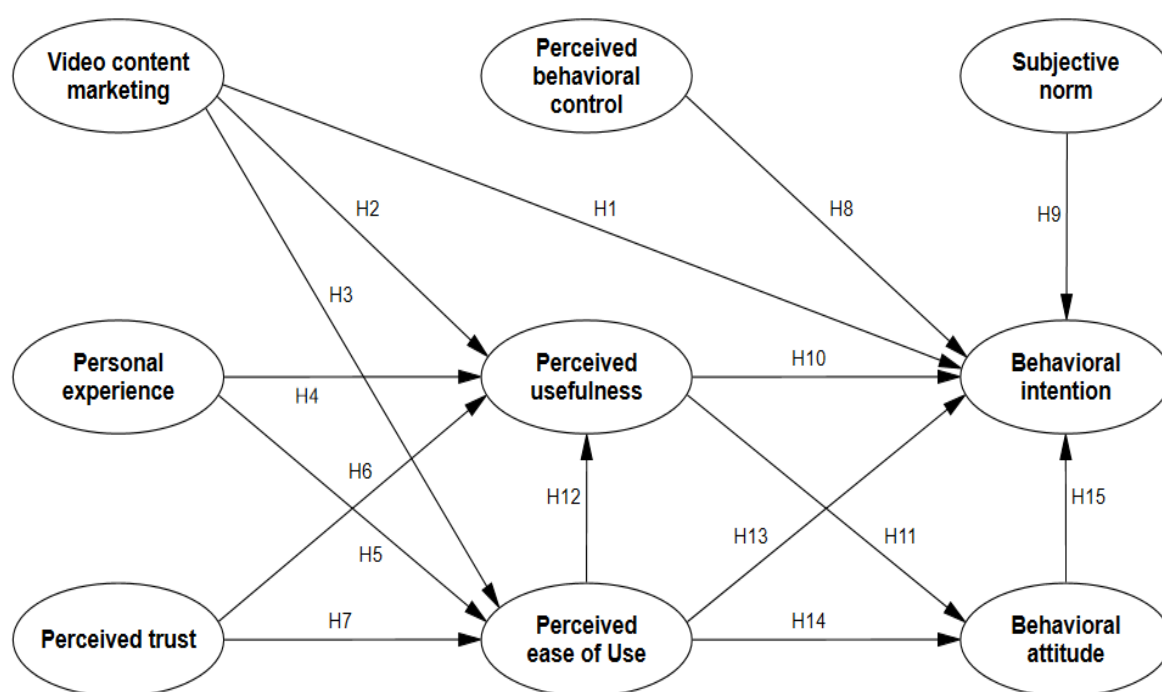 Video content
marketing
Perceived
behavioral
control
Subjective
norm
H2
H1
H8
H9
H3
Personal
experience
H4
Perceived
usefulness
H10
Behavioral
intention
H6
H12
H15
H5
H13
H11
Perceived trust
H7
Perceived
ease of Use
H14
Behavioral
attitude